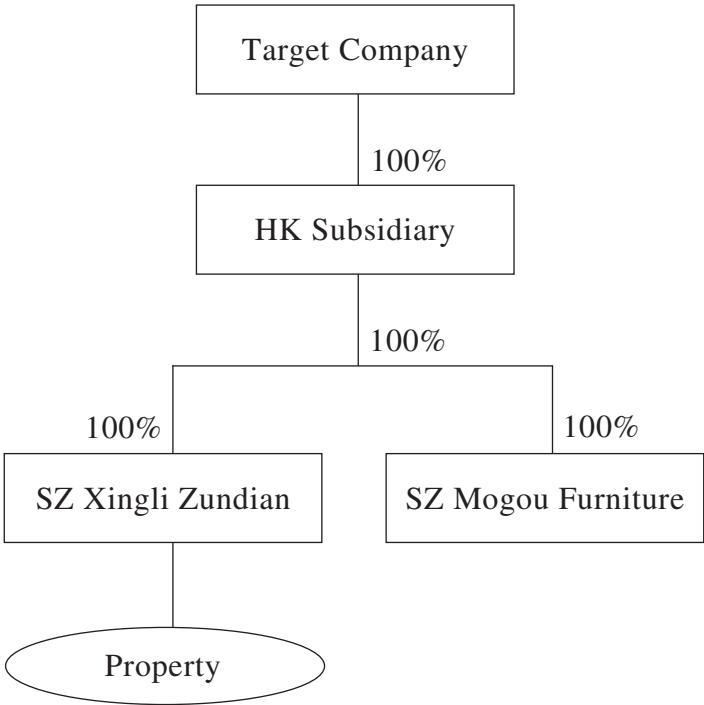 Target Company
100%
HK Subsidiary
100%
100%
100%
SZ Xingli Zundian
SZ Mogou Furniture
Property